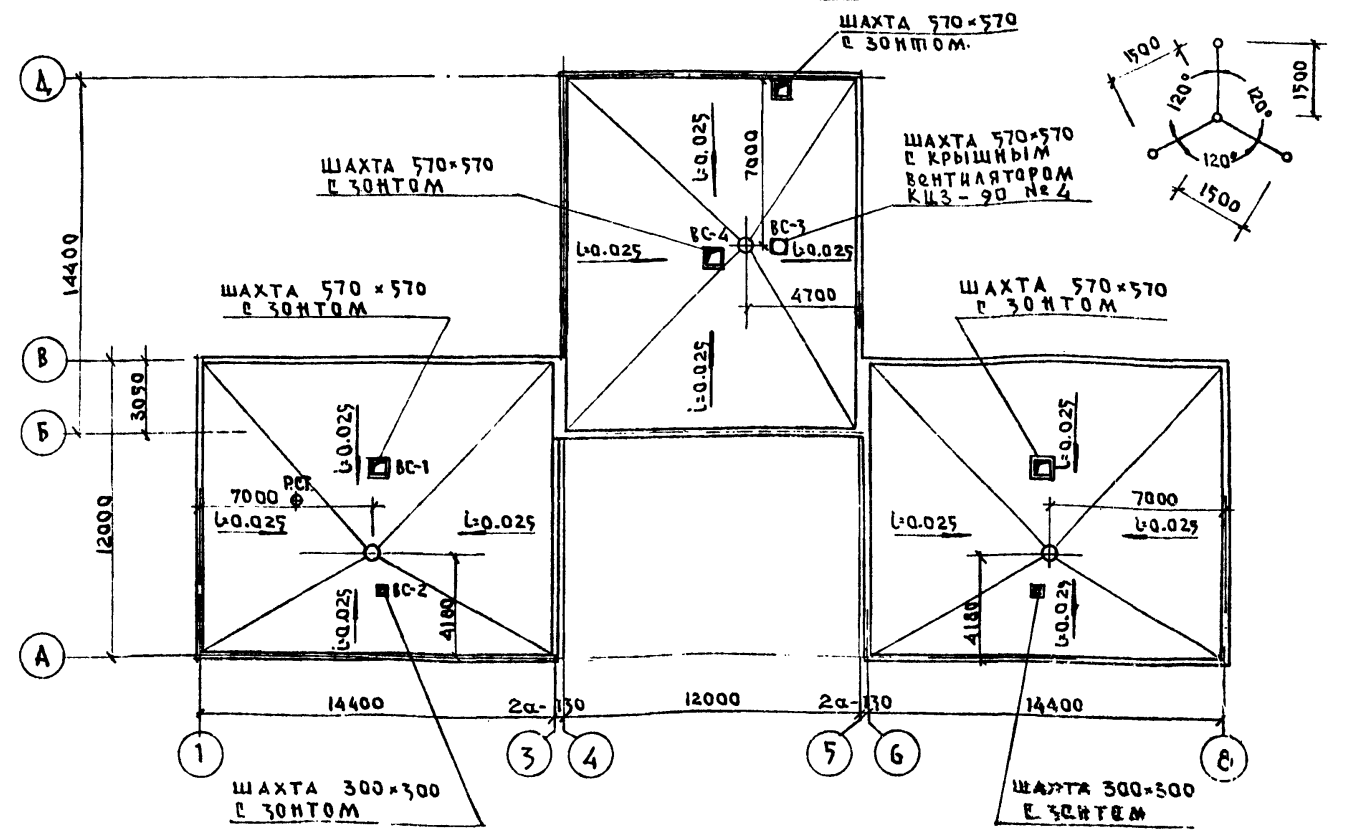 ШАХТА 570×570
С ЗОНТОМ.
Д
1500
1500
120°
120°
120°
1500
ШАХТА 570×570
С КРЫШНЫМ
ВЕНТИЛЯТОРОМ
КЦ3-90 №4
ШАХТА 570×570
С ЗОНТОМ
i=0.025
7000
ВС-4
ВС-3
i=0.025
i=0.025
14400
4700
ШАХТА 570×570
С ЗОНТОМ
ШАХТА 570×570
С ЗОНТОМ
В
i=0.025
3050
Б
i=0.025
i=0.025
ВС-1
Р.СТ.
7000
7000
i=0.025
i=0.025
i=0.025
i=0.025
12000
ВС-2
i=0.025
4180
4180
i=0.025
А
14400
2а-130
12000
2а-130
14400
1
3
4
5
6
8
ШАХТА 300×300
С ЗОНТОМ
ШАХТА 300×300
С ЗОНТОМ